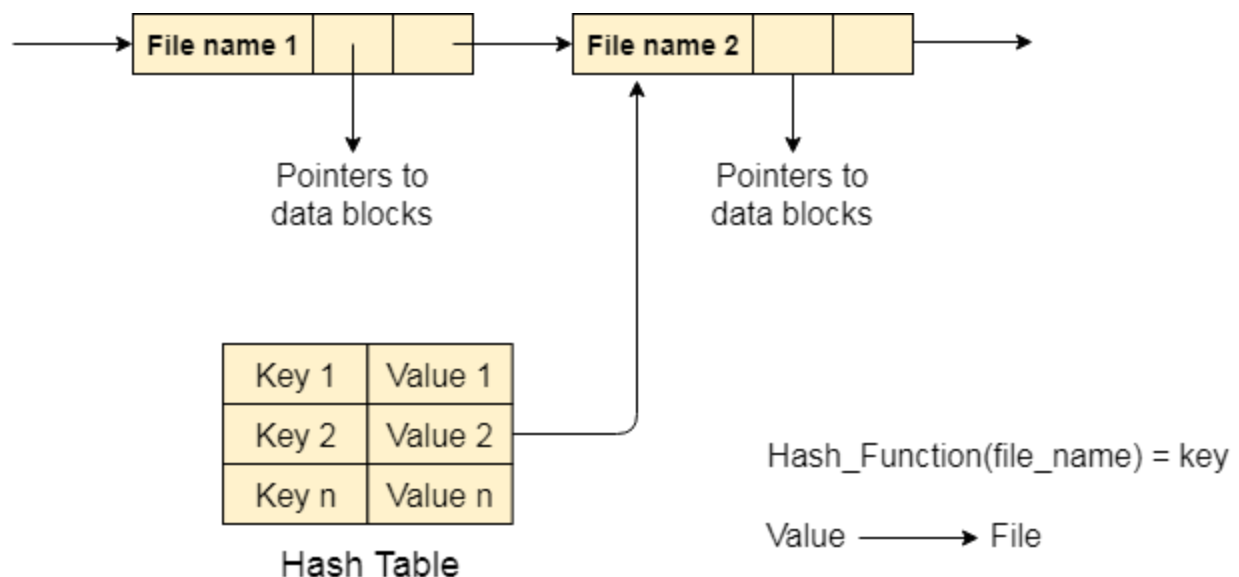 File name 1
File name 2
Pointers to
data blocks
Pointers to
data blocks
Key 1 Value 1
Key 2 Value 2
Key n Value n
Hash Table
Hash_Function(file_name) = key
Value File